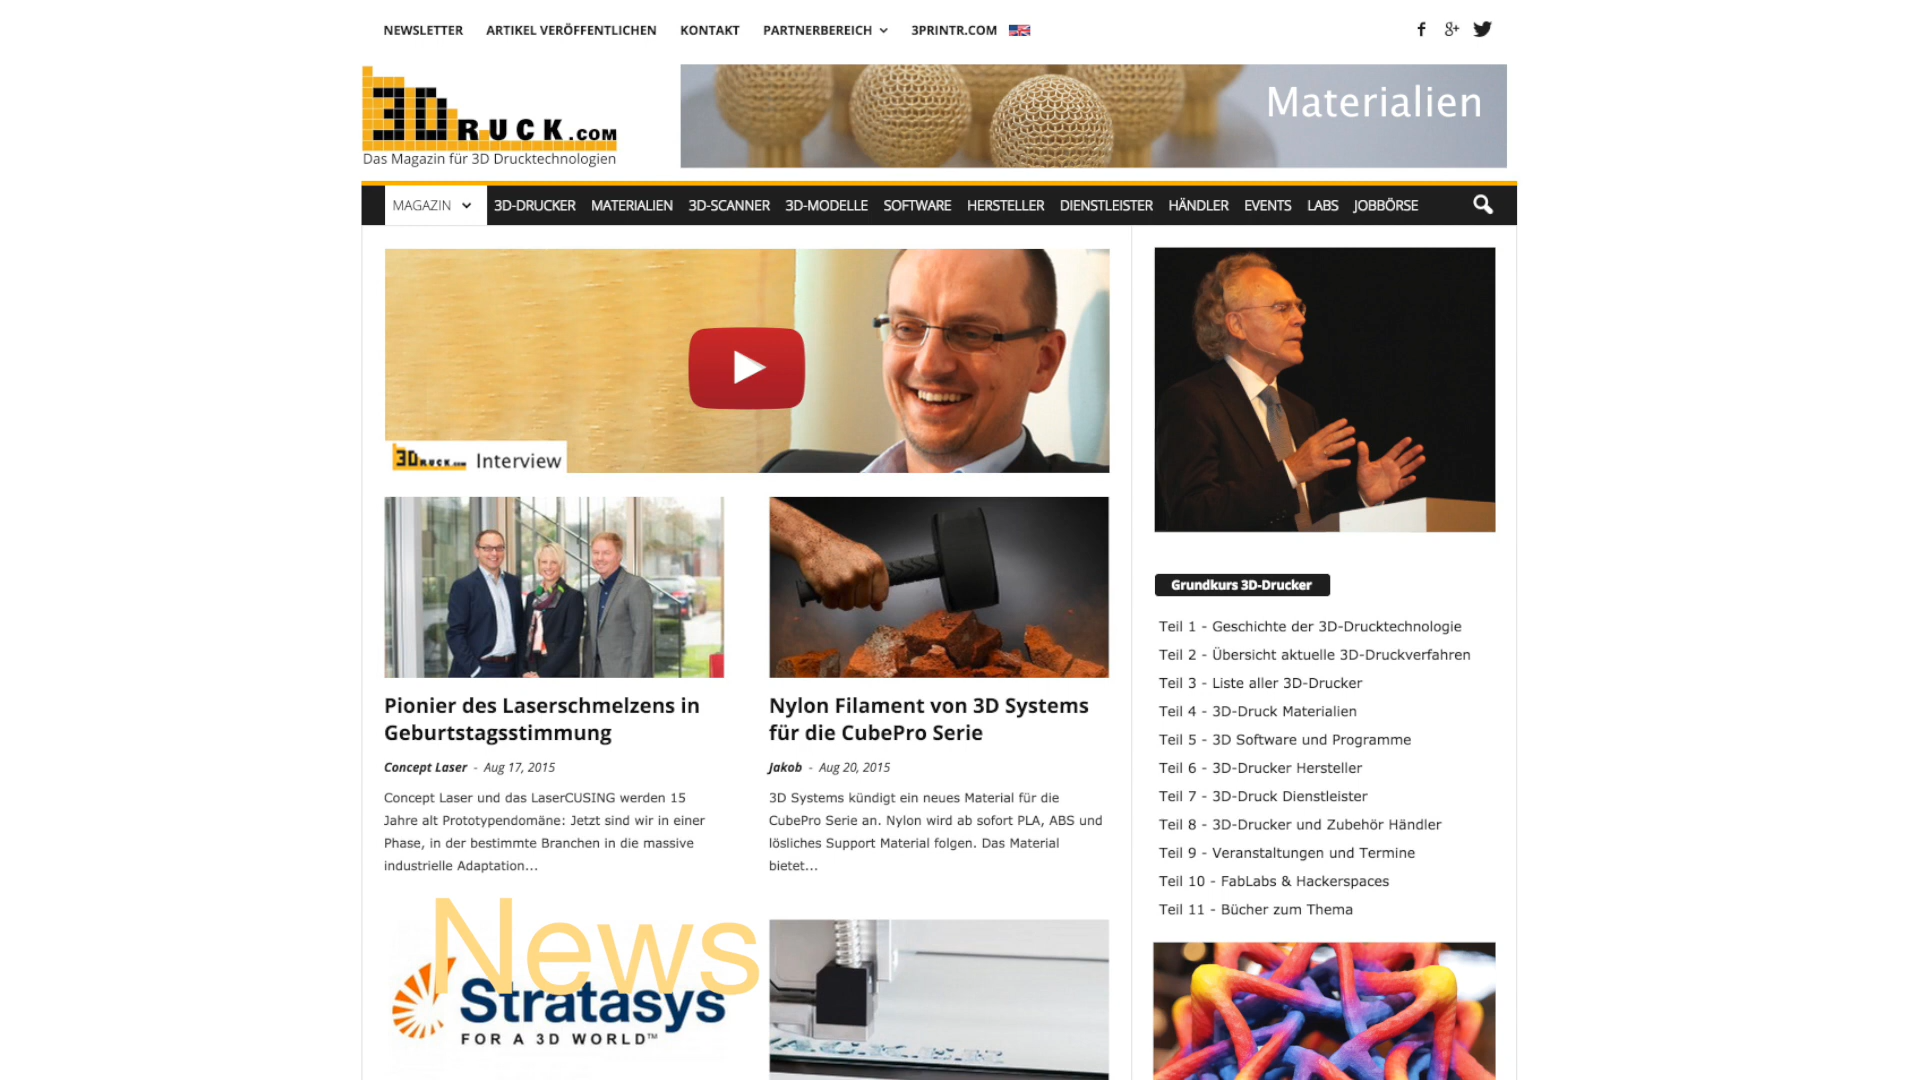 NEWSLETTER ARTIKEL VERÖFFENTLICHEN KONTAKT PARTNERBEREICH 3PRINTR.COM
3DRUCK.COM
Das Magazin für 3D Drucktechnologien
Materialien
MAGAZIN 3D-DRUCKER MATERIALIEN 3D-SCANNER 3D-MODELLE SOFTWARE HERSTELLER DIENSTLEISTER HÄNDLER EVENTS LABS JOBBÖRSE
3DRUCK.COM Interview
Pionier des Laserschmelzens in
Geburtstagsstimmung
Concept Laser - Aug 17, 2015
Concept Laser und das LaserCUSING werden 15
Jahre alt Prototypendomäne: Jetzt sind wir in einer
Phase, in der bestimmte Branchen in die massive
industrielle Adaptation...
Nylon Filament von 3D Systems
für die CubePro Serie
Jakob - Aug 20, 2015
3D Systems kündigt ein neues Material für die
CubePro Serie an. Nylon wird ab sofort PLA, ABS und
lösliches Support Material folgen. Das Material
bietet...
News
Stratasys
FOR A 3D WORLD™
Grundkurs 3D-Drucker
Teil 1 - Geschichte der 3D-Drucktechnologie
Teil 2 - Übersicht aktuelle 3D-Druckverfahren
Teil 3 - Liste aller 3D-Drucker
Teil 4 - 3D-Druck Materialien
Teil 5 - 3D Software und Programme
Teil 6 - 3D-Drucker Hersteller
Teil 7 - 3D-Druck Dienstleister
Teil 8 - 3D-Drucker und Zubehör Händler
Teil 9 - Veranstaltungen und Termine
Teil 10 - FabLabs & Hackerspaces
Teil 11 - Bücher zum Thema